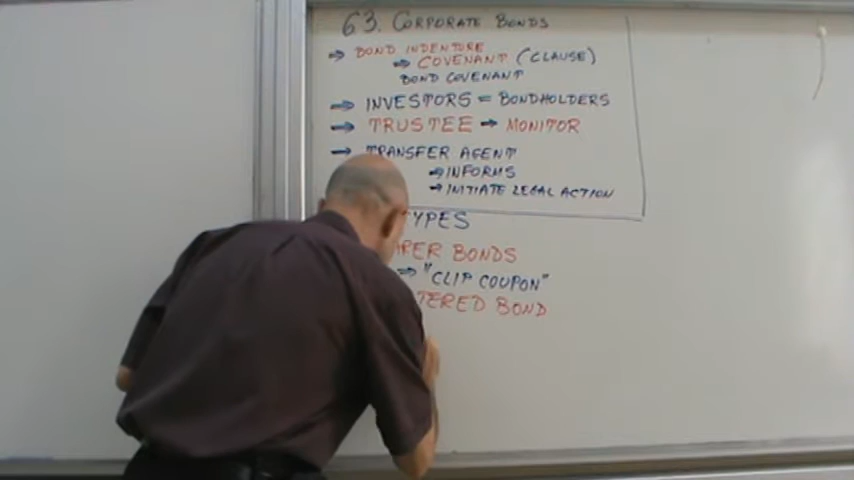 63. CORPORATE BONDS
⇒ BOND INDENTURE
→ COVENANT (CLAUSE)
BOND COVENANT
⇒ INVESTORS = BONDHOLDERS
⇒ TRUSTEE → MONITOR
⇒ TRANSFER AGENT
→ INFORMS
→ INITIATE LEGAL ACTION
TYPES
BONDS
⇒ "CLIP COUPON"
BOND